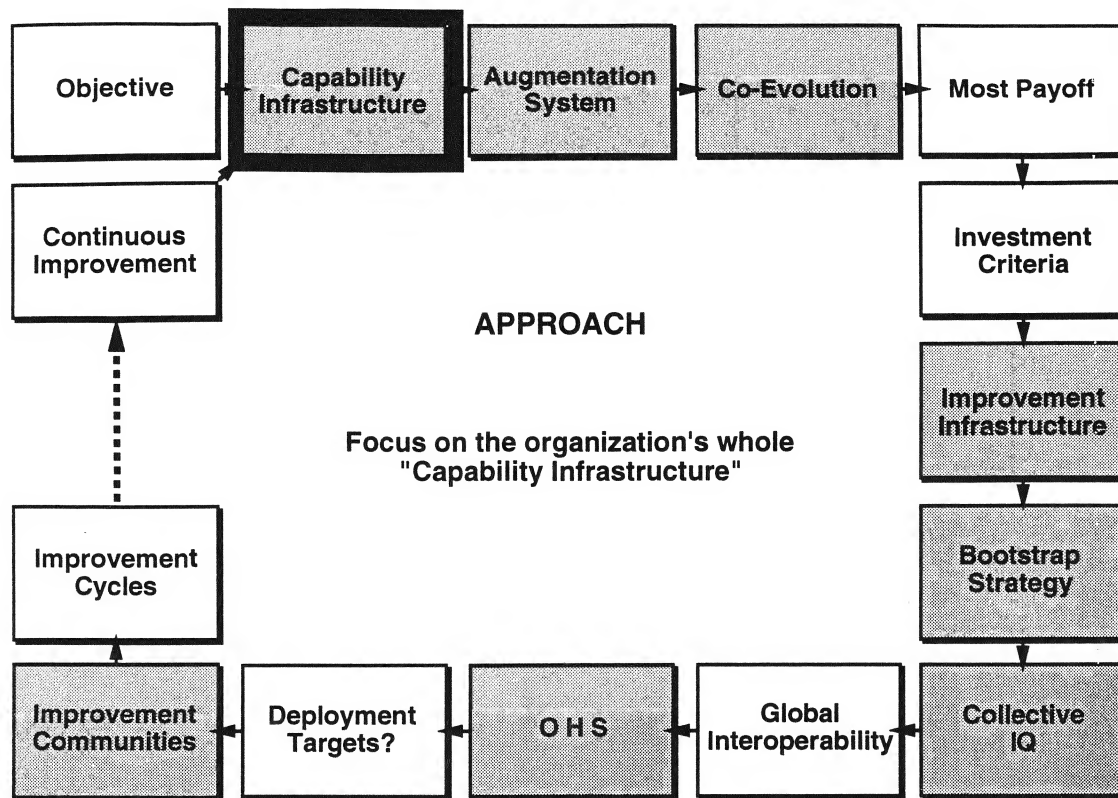 Objective
Capability
Infrastructure
Augmentation
System
Co-Evolution
Most Payoff
Continuous
Improvement
Investment
Criteria
APPROACH
Improvement
Infrastructure
Focus on the organization's whole
"Capability Infrastructure"
Improvement
Cycles
Bootstrap
Strategy
Improvement
Communities
Deployment
Targets?
O H S
Global
Interoperability
Collective
IQ